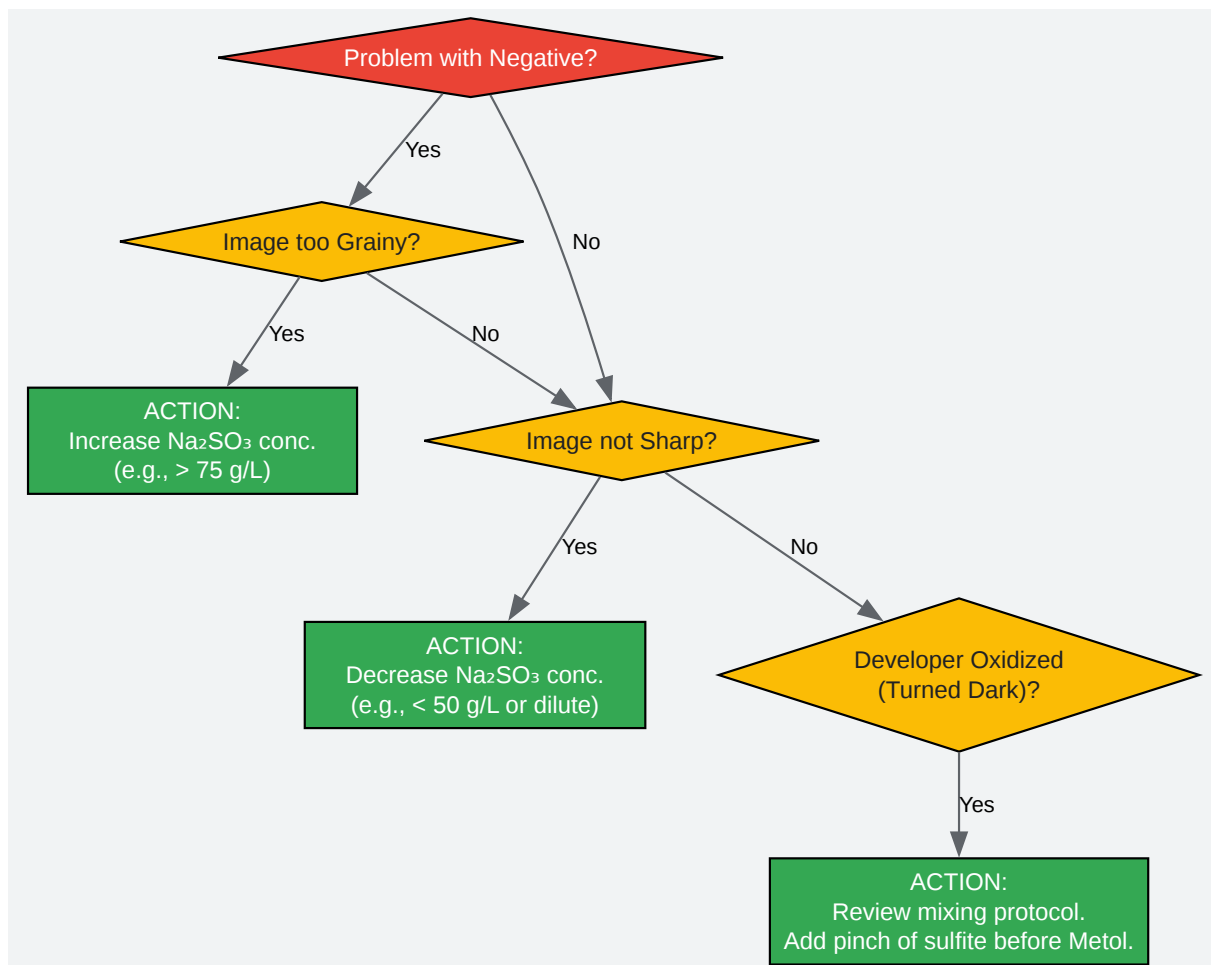 Problem with Negative?
Yes
No
Image too Grainy?
Yes
No
ACTION:
Increase Na₂SO₃ conc.
(e.g., > 75 g/L)
Image not Sharp?
Yes
No
ACTION:
Decrease Na₂SO₃ conc.
(e.g., < 50 g/L or dilute)
Developer Oxidized
(Turned Dark)?
Yes
ACTION:
Review mixing protocol.
Add pinch of sulfite before Metol.